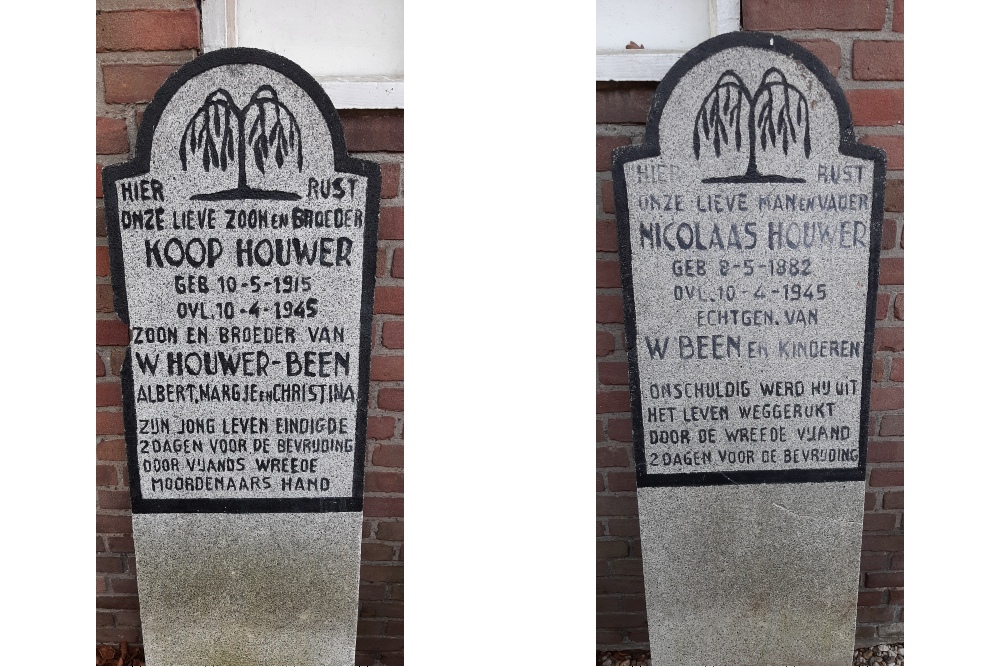 HIER RUST
ONZE LIEVE ZOON EN BROEDER
KOOP HOUWER
GEB 10-5-1915
OVL. 10-4-1945
ZOON EN BROEDER VAN
W HOUWER-BEEN
ALBERT, MARGJE EN CHRISTINA
ZIJN JONG LEVEN EINDIGDE
2 DAGEN VOOR DE BEVRIJDING
DOOR VIJANDS WREEDE
MOORDENAARS HAND
HIER RUST
ONZE LIEVE MAN EN VADER
NICOLAAS HOUWER
GEB 8-5-1882
OVL. 10-4-1945
ECHTGEN. VAN
W BEEN EN KINDEREN
ONSCHULDIG WERD HIJ UIT
HET LEVEN WEGGERUKT
DOOR DE WREEDE VIJAND
2 DAGEN VOOR DE BEVRIJDING